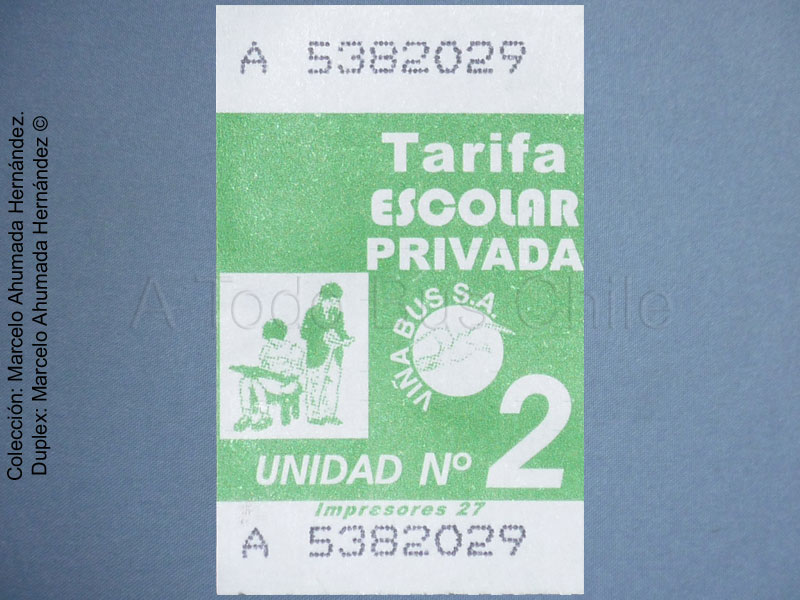 A 5382029
Tarifa
ESCOLAR
PRIVADA
VIÑA BUS S.A.
UNIDAD Nº 2
Impresores 27
A 5382029
A Todo Bus Chile
Colección: Marcelo Ahumada Hernández.
Duplex: Marcelo Ahumada Hernández ©